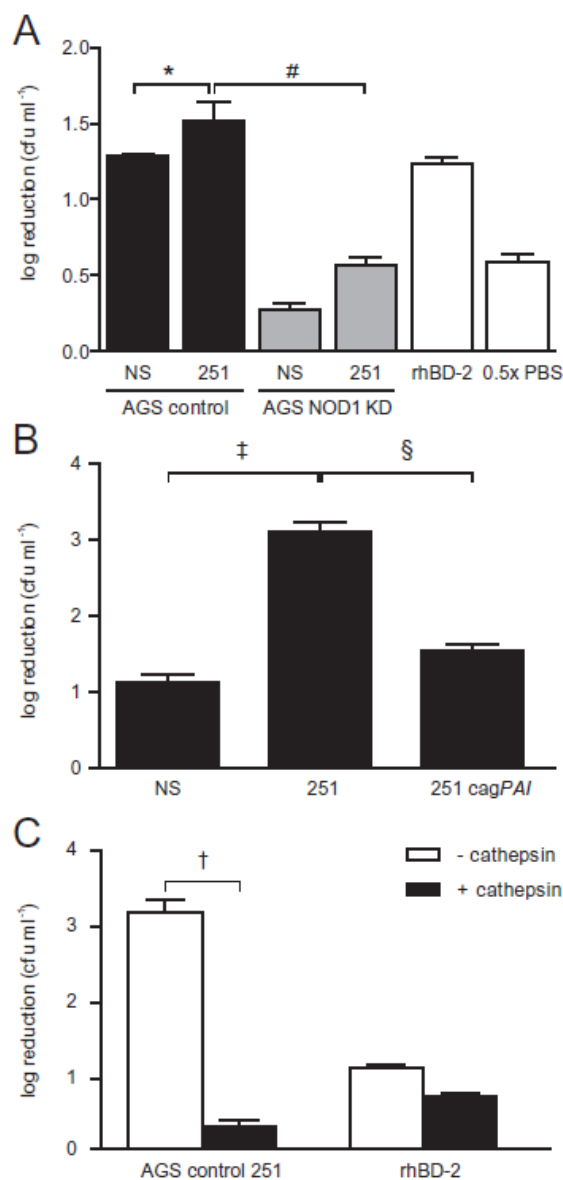 A
log reduction (cfu ml⁻¹)
2.0
1.5
1.0
0.5
0.0
* #
NS 251 NS 251 rhBD-2 0.5x PBS
AGS control AGS NOD1 KD
B
log reduction (cfu ml⁻¹)
4
3
2
1
0
‡ §
NS 251 251 cagPAI
C
log reduction (cfu ml⁻¹)
4
3
2
1
0
†
- cathepsin
+ cathepsin
AGS control 251 rhBD-2